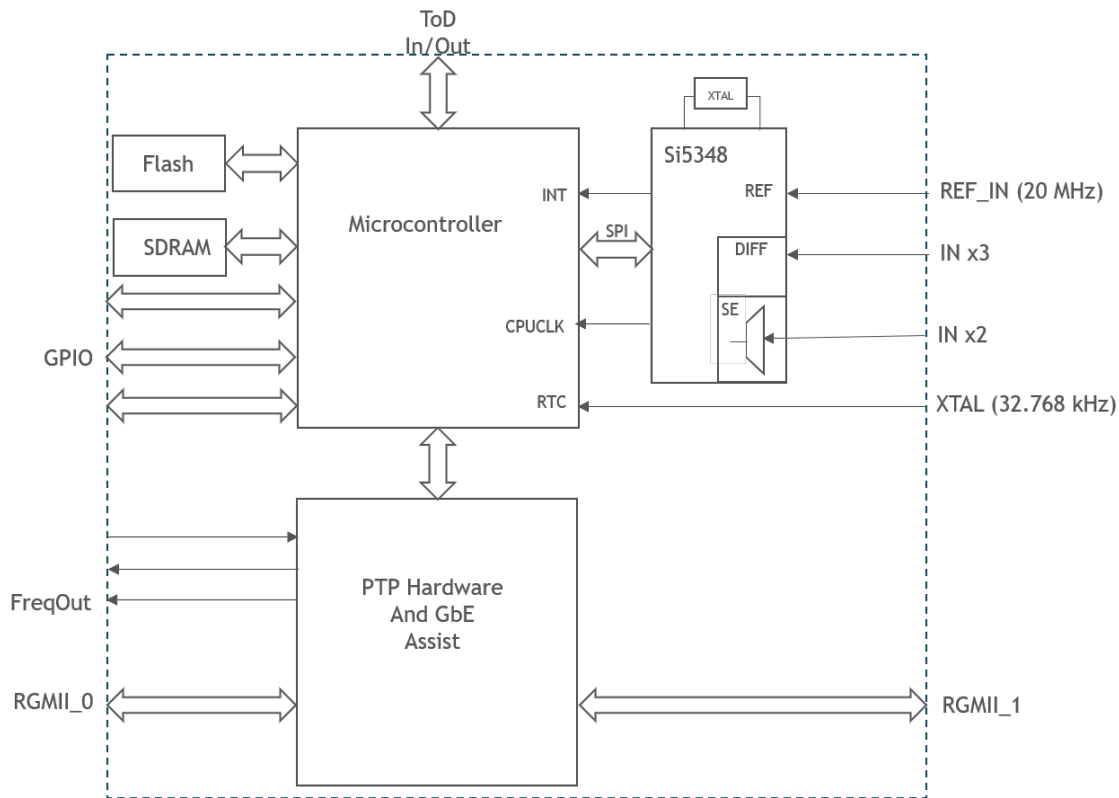 ToD
In/Out
XTAL
Flash
Si5348
INT
REF
REF_IN (20 MHz)
Microcontroller
SPI
SDRAM
DIFF
IN x3
SE
CPUCLK
IN x2
GPIO
RTC
XTAL (32.768 kHz)
PTP Hardware
And GbE
Assist
FreqOut
RGMII_0
RGMII_1